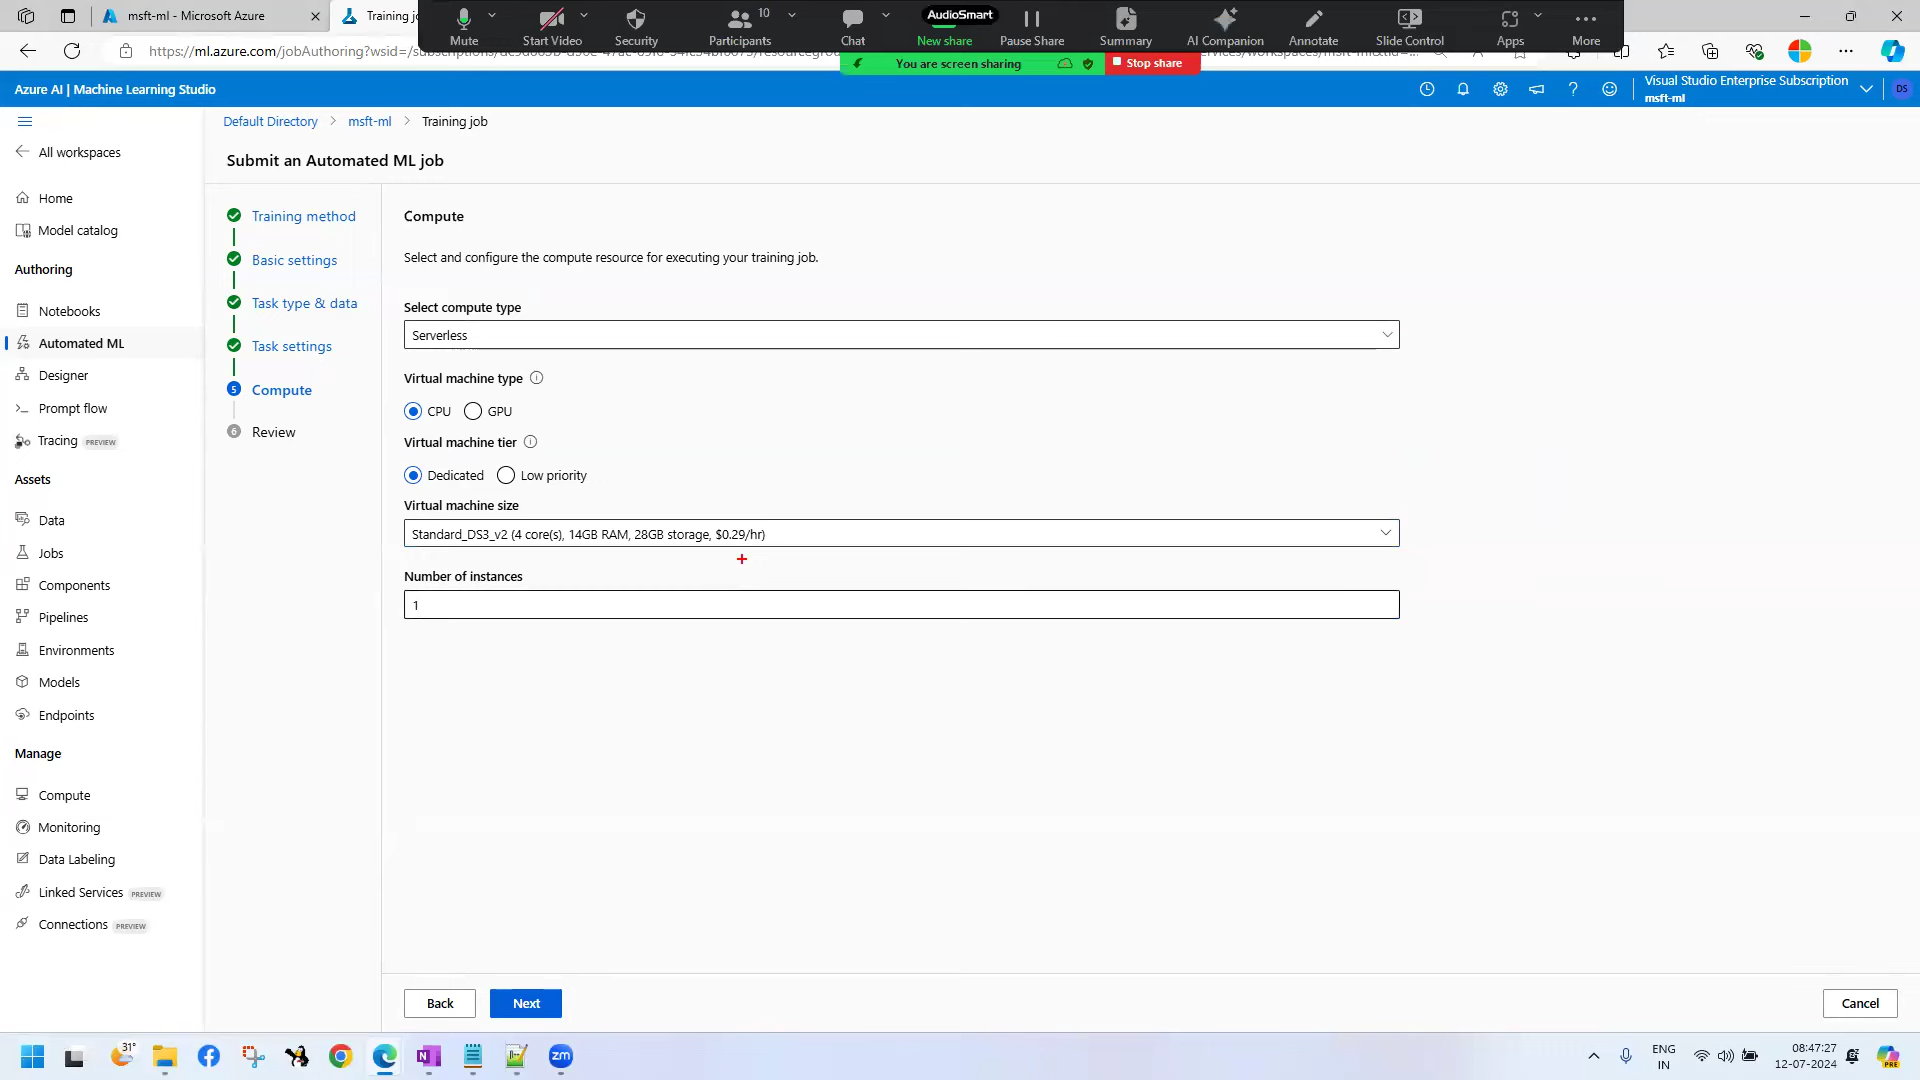 msft-ml - Microsoft Azure
Training jo
Mute
Start Video
Security
10
Participants
Chat
AudioSmart
New share
Pause Share
Summary
AI Companion
Annotate
Slide Control
Apps
More
https://ml.azure.com/jobAuthoring?wsid=/
You are screen sharing
Stop share
Azure AI | Machine Learning Studio
Visual Studio Enterprise Subscription
msft-ml
DS
Default Directory > msft-ml > Training job
All workspaces
Home
Model catalog
Authoring
Notebooks
Automated ML
Designer
Prompt flow
Tracing PREVIEW
Assets
Data
Jobs
Components
Pipelines
Environments
Models
Endpoints
Manage
Compute
Monitoring
Data Labeling
Linked Services PREVIEW
Connections PREVIEW
Submit an Automated ML job
Training method
Basic settings
Task type & data
Task settings
5 Compute
6 Review
Compute
Select and configure the compute resource for executing your training job.
Select compute type
Serverless
Virtual machine type
CPU GPU
Virtual machine tier
Dedicated Low priority
Virtual machine size
Standard_DS3_v2 (4 core(s), 14GB RAM, 28GB storage, $0.29/hr)
Number of instances
1
Back
Next
Cancel
31°
zm
ENG
IN
08:47:27
12-07-2024
PRE